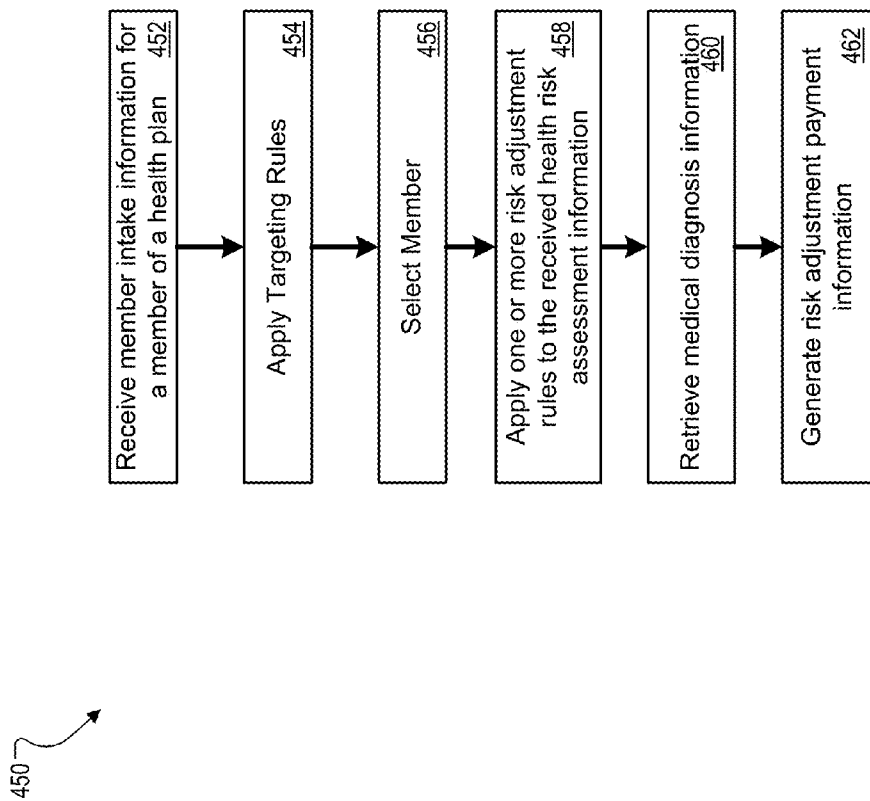 450
Receive member intake information for
a member of a health plan 452
Apply Targeting Rules 454
Select Member 456
Apply one or more risk adjustment
rules to the received health risk 458
assessment information
Retrieve medical diagnosis information
460
Generate risk adjustment payment
information 462